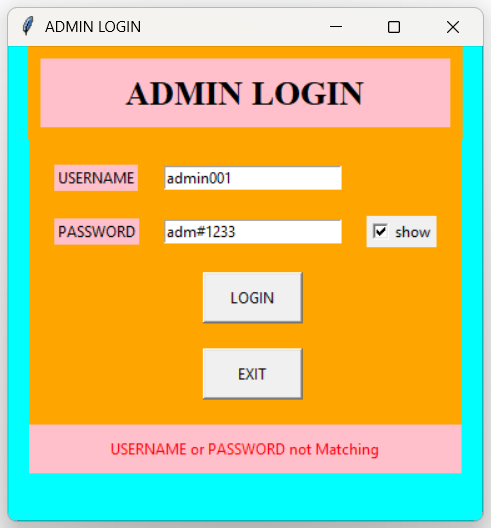 ADMIN LOGIN
ADMIN LOGIN
USERNAME admin001
PASSWORD adm#1233 show
LOGIN
EXIT
USERNAME or PASSWORD not Matching